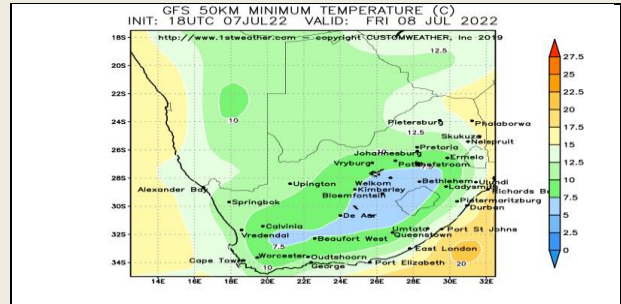 GFS 50KM MINIMUM TEMPERATURE (C)
INIT: 18UTC 07JUL22 VALID: FRI 08 JUL 2022
http://www.1stweather.com copyright CUSTOMWEATHER, Inc 2019
18S
12.5
20S
22S
10
24S
Pietersburg
Phalaborwa
12.5
Skukuza
Nelspruit
Pretoria
26S
Johannesburg
10
Ermelo
Vryburg
Potchefstroom
7.5
28S
Alexander Bay
Upington
Welkom
Bethlehem
Ulundi
Kimberley
Ladysmith
Richards B
Bloemfontein
30S
Springbok
Pietermaritzburg
Durban
De Aar
Calvinia
Umtata
Port St Johns
32S
Vredendal
Queenstown
7.5
Beaufort West
East London
Worcester
Oudtshoorn
34S
Cape Town
10
George
Port Elizabeth
20
14E 16E 18E 20E 22E 24E 26E 28E 30E 32E
27.5
25
22.5
20
17.5
15
12.5
10
7.5
5
2.5
0